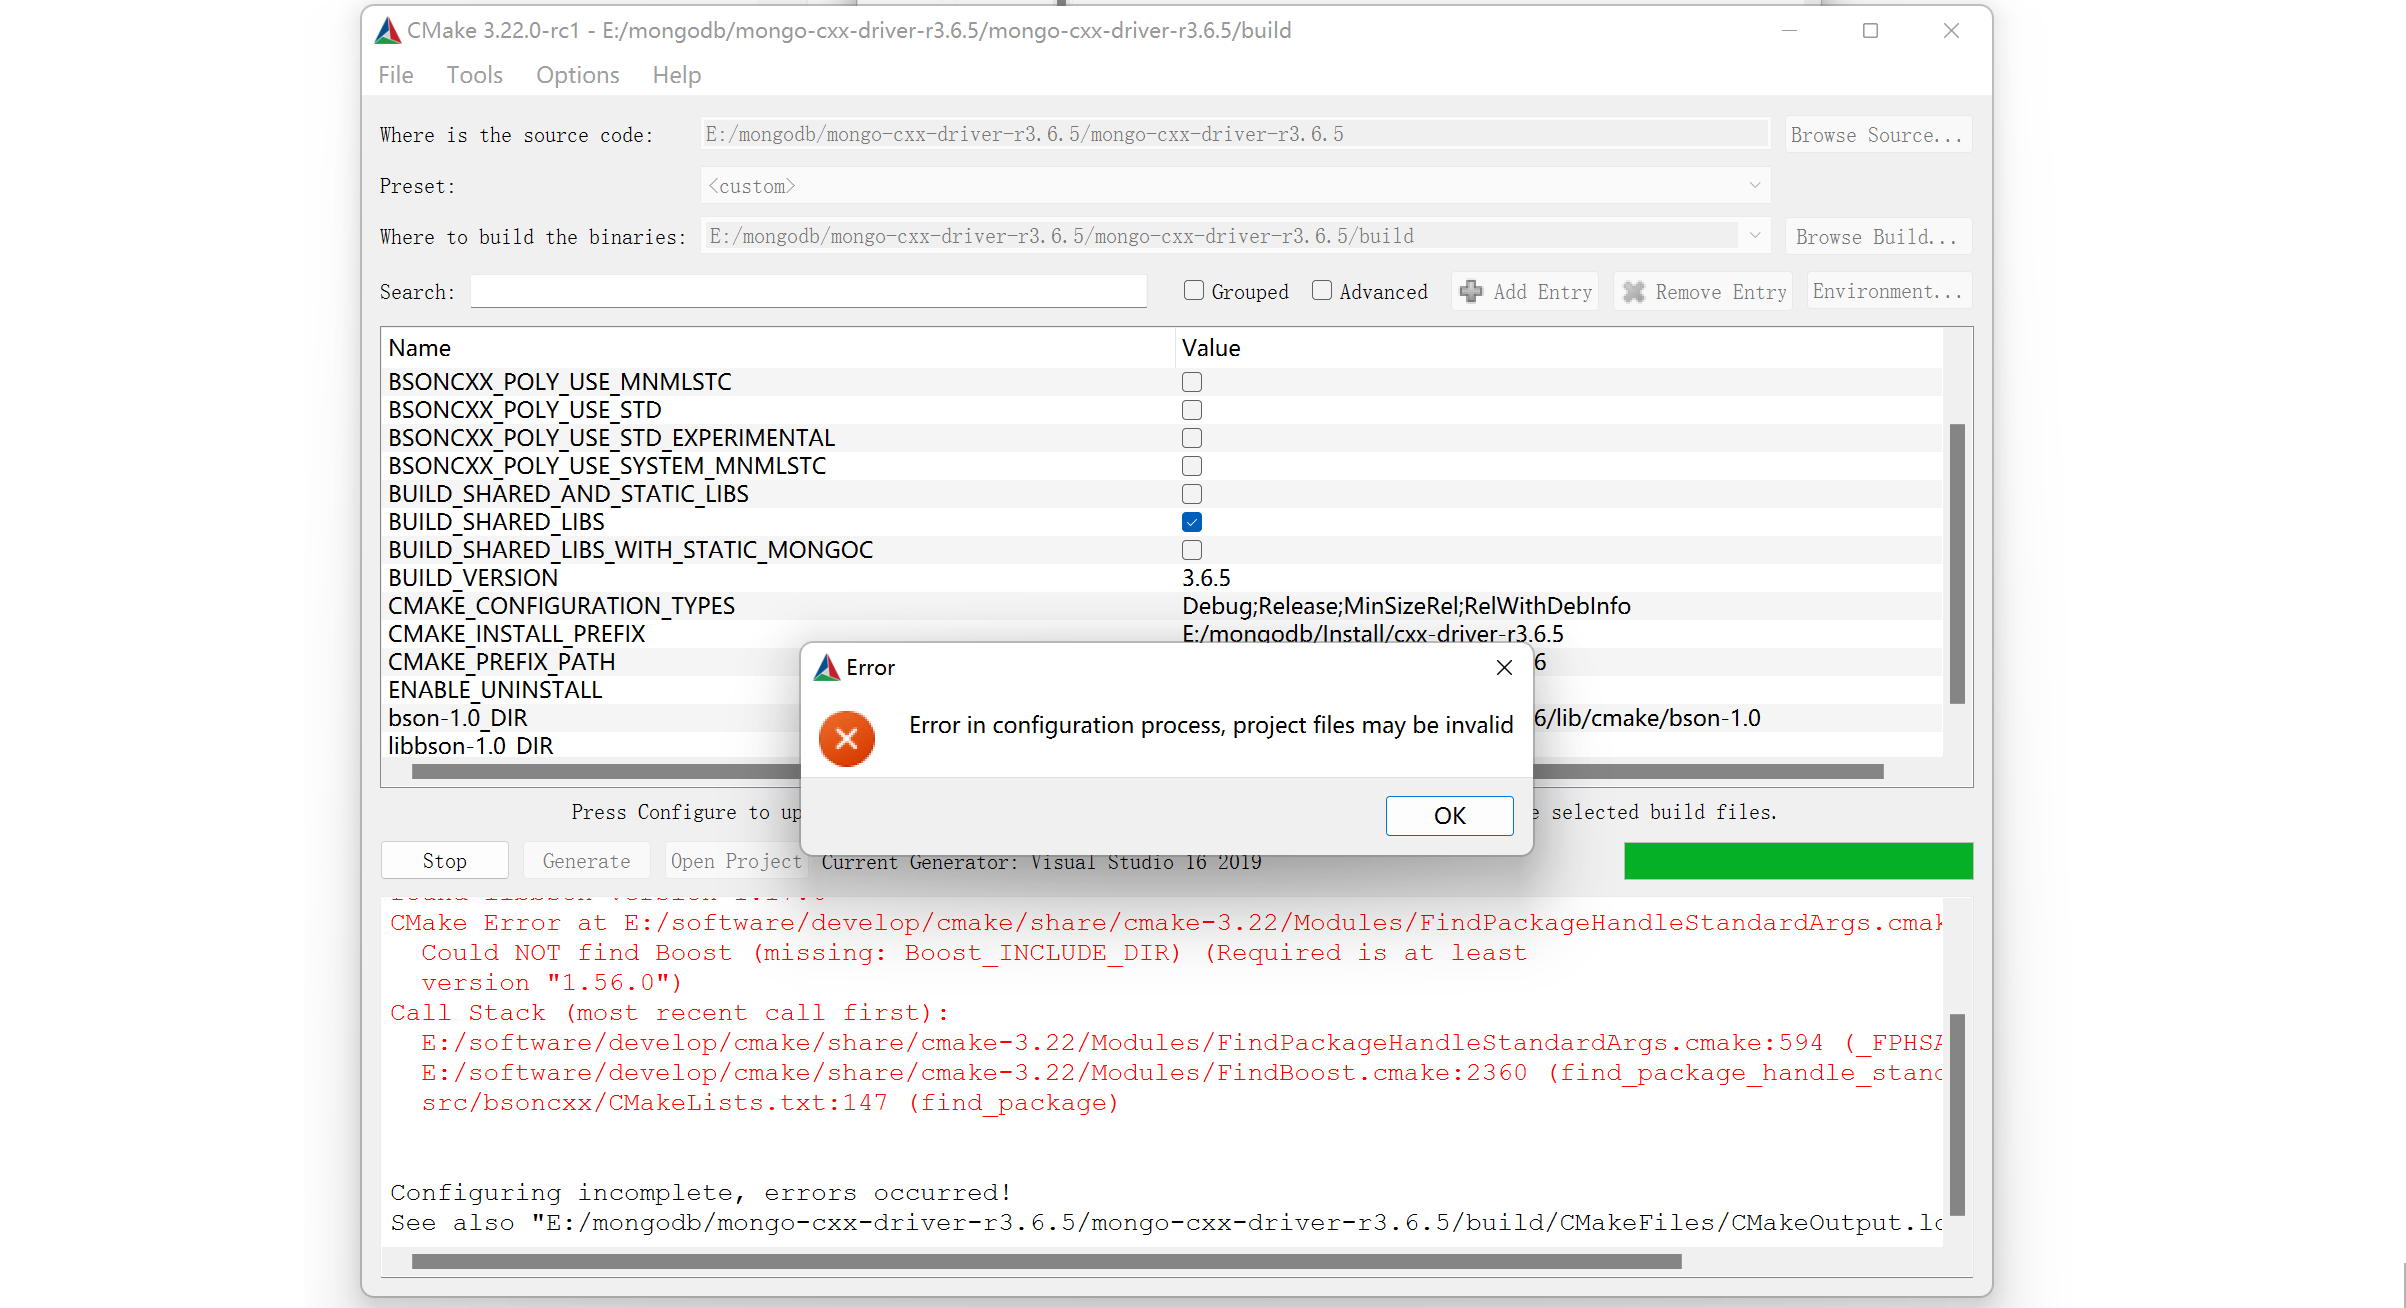 CMake 3.22.0-rc1 - E:/mongodb/mongo-cxx-driver-r3.6.5/mongo-cxx-driver-r3.6.5/build
File Tools Options Help
Where is the source code: E:/mongodb/mongo-cxx-driver-r3.6.5/mongo-cxx-driver-r3.6.5 Browse Source...
Preset: <custom>
Where to build the binaries: E:/mongodb/mongo-cxx-driver-r3.6.5/mongo-cxx-driver-r3.6.5/build Browse Build...
Search: Grouped Advanced Add Entry Remove Entry Environment...
Name Value
BSONCXX_POLY_USE_MNMLSTC
BSONCXX_POLY_USE_STD
BSONCXX_POLY_USE_STD_EXPERIMENTAL
BSONCXX_POLY_USE_SYSTEM_MNMLSTC
BUILD_SHARED_AND_STATIC_LIBS
BUILD_SHARED_LIBS
BUILD_SHARED_LIBS_WITH_STATIC_MONGOC
BUILD_VERSION 3.6.5
CMAKE_CONFIGURATION_TYPES Debug;Release;MinSizeRel;RelWithDebInfo
CMAKE_INSTALL_PREFIX E:/mongodb/Install/cxx-driver-r3.6.5
CMAKE_PREFIX_PATH 6
ENABLE_UNINSTALL
bson-1.0_DIR 6/lib/cmake/bson-1.0
libbson-1.0_DIR
Error
Error in configuration process, project files may be invalid
OK
Press Configure to up e selected build files.
Stop Generate Open Project Current Generator: Visual Studio 16 2019
CMake Error at E:/software/develop/cmake/share/cmake-3.22/Modules/FindPackageHandleStandardArgs.cmak
Could NOT find Boost (missing: Boost_INCLUDE_DIR) (Required is at least
version "1.56.0")
Call Stack (most recent call first):
E:/software/develop/cmake/share/cmake-3.22/Modules/FindPackageHandleStandardArgs.cmake:594 (_FPHSA
E:/software/develop/cmake/share/cmake-3.22/Modules/FindBoost.cmake:2360 (find_package_handle_stand
src/bsoncxx/CMakeLists.txt:147 (find_package)
Configuring incomplete, errors occurred!
See also "E:/mongodb/mongo-cxx-driver-r3.6.5/mongo-cxx-driver-r3.6.5/build/CMakeFiles/CMakeOutput.lo